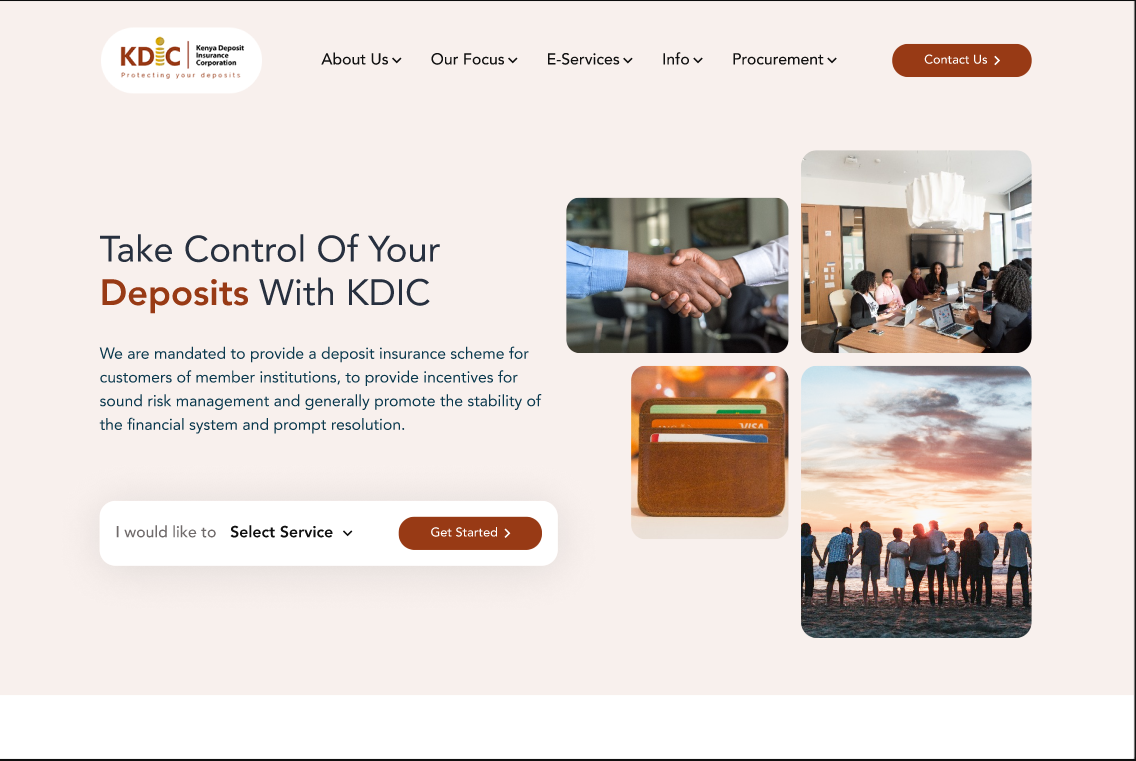 KDIC
Kenya Deposit
Insurance
Corporation
Protecting your deposits
About Us
Our Focus
E-Services
Info
Procurement
Contact Us
Take Control Of Your
Deposits With KDIC
We are mandated to provide a deposit insurance scheme for
customers of member institutions, to provide incentives for
sound risk management and generally promote the stability of
the financial system and prompt resolution.
I would like to Select Service
Get Started
VISA